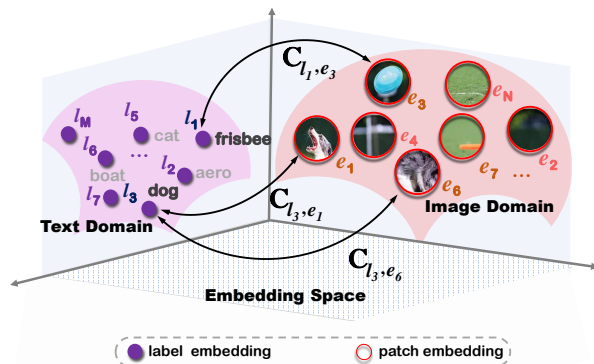 C_{l_1, e_3}
l_M
l_5
l_1
cat
frisbee
l_6
...
l_2
boat
aero
l_7
l_3
dog
Text Domain
e_3
e_N
e_1
e_4
e_6
e_7
...
e_2
Image Domain
C_{l_3, e_1}
C_{l_3, e_6}
Embedding Space
label embedding
patch embedding